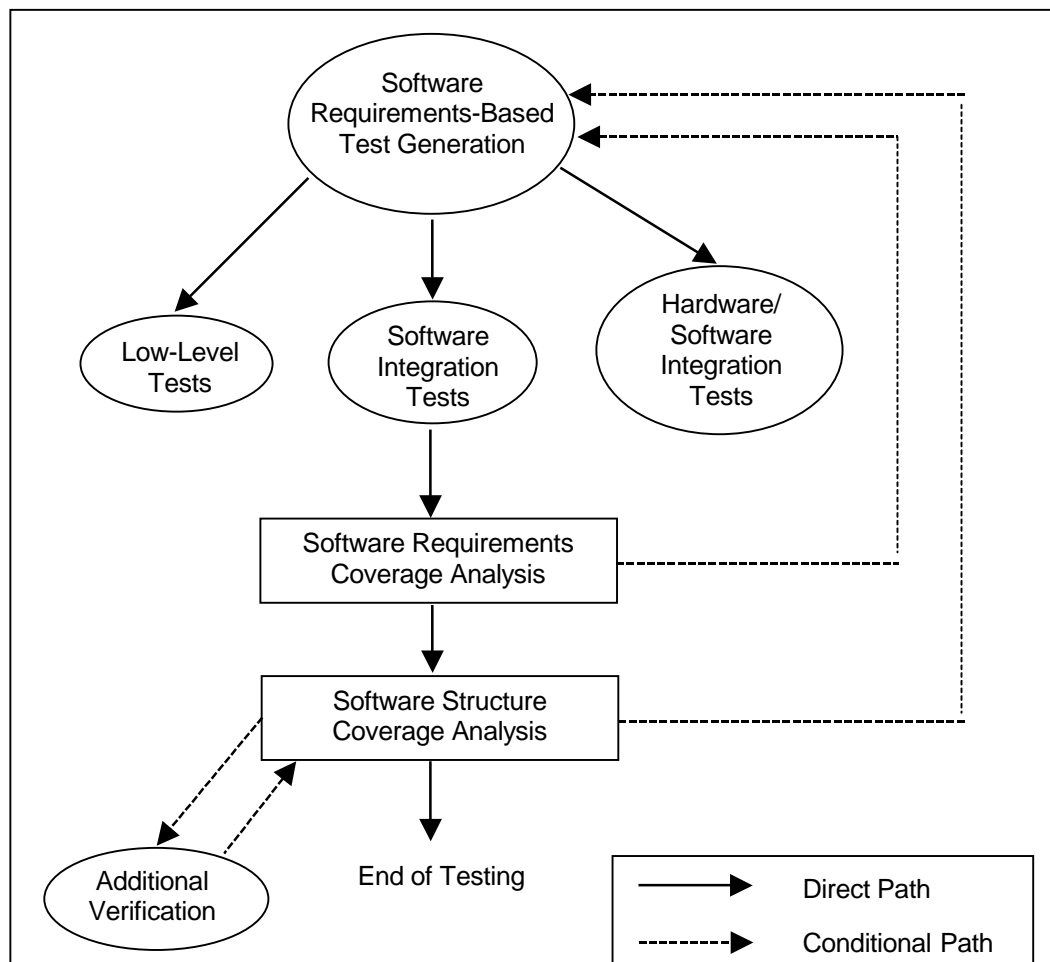 Software
Requirements-Based
Test Generation
Low-Level
Tests
Software
Integration
Tests
Hardware/
Software
Integration
Tests
Software Requirements
Coverage Analysis
Software Structure
Coverage Analysis
Additional
Verification
End of Testing
Direct Path
Conditional Path